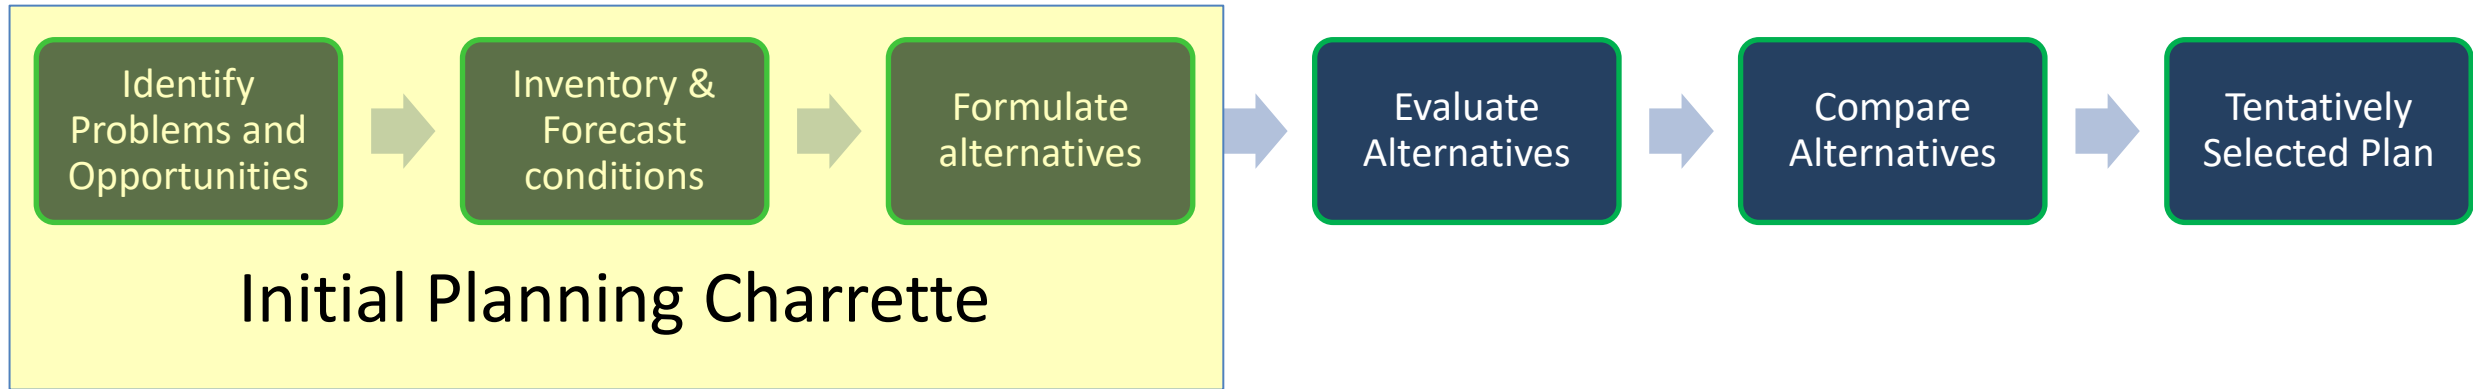 Identify
Problems and
Opportunities
Inventory &
Forecast
conditions
Formulate
alternatives
Evaluate
Alternatives
Compare
Alternatives
Tentatively
Selected Plan
Initial Planning Charrette